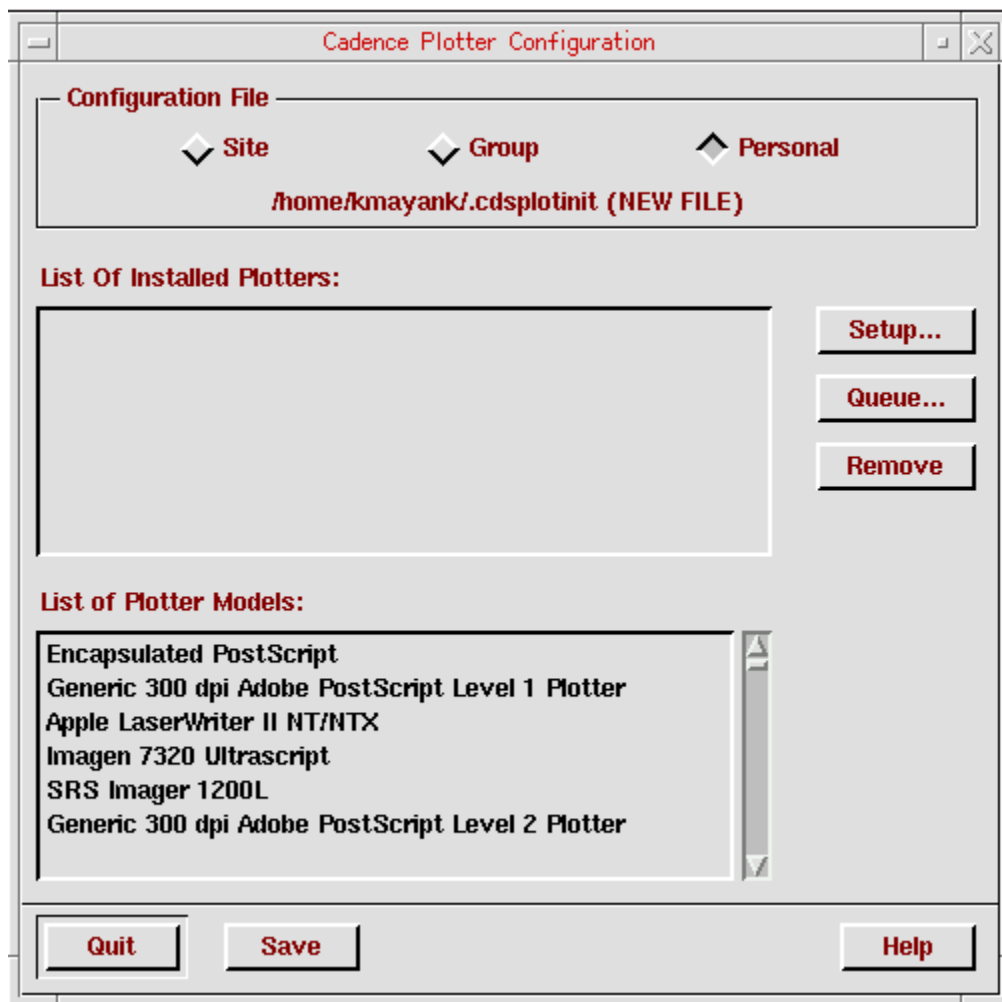 Cadence Plotter Configuration
Configuration File
Site Group Personal
/home/kmayank/.cdsplotinit (NEW FILE)
List Of Installed Plotters:
Setup...
Queue...
Remove
List of Plotter Models:
Encapsulated PostScript
Generic 300 dpi Adobe PostScript Level 1 Plotter
Apple LaserWriter II NT/NTX
Imagen 7320 Ultrascript
SRS Imager 1200L
Generic 300 dpi Adobe PostScript Level 2 Plotter
Quit Save Help